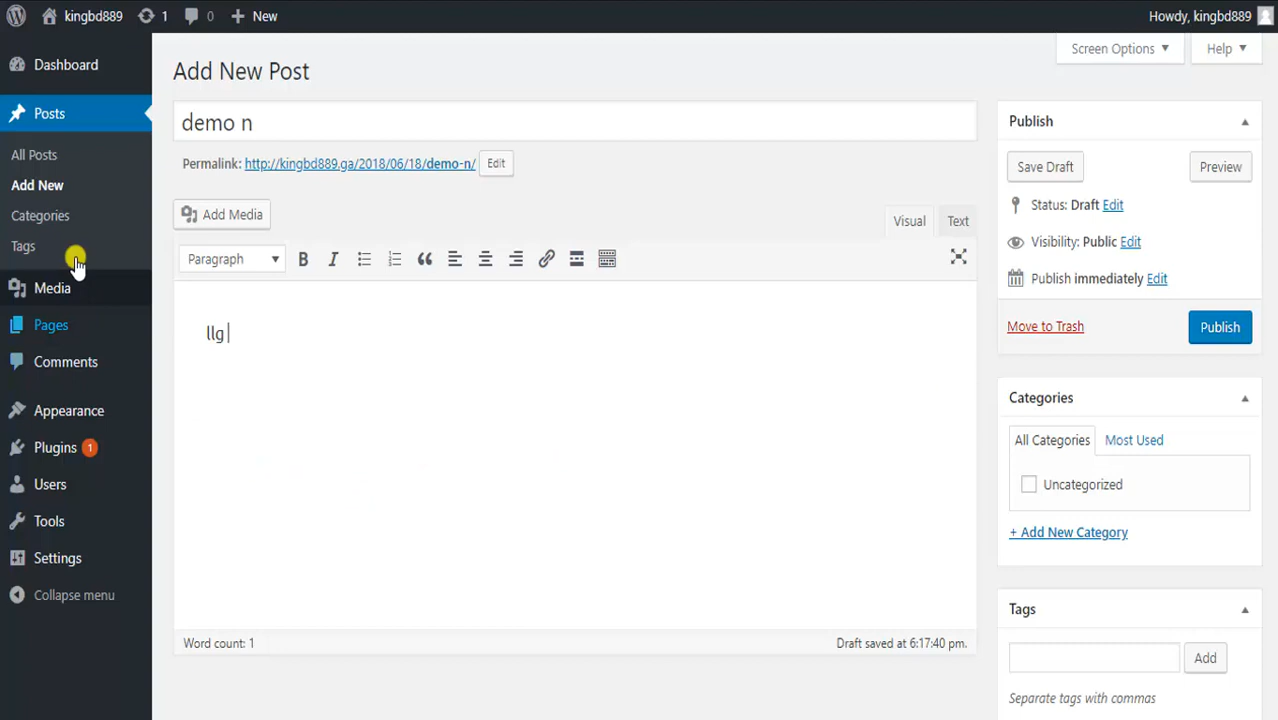 kingbd889 1 0 New Howdy, kingbd889
Screen Options Help
Dashboard
Posts
All Posts
Add New
Categories
Tags
Media
Pages
Comments
Appearance
Plugins 1
Users
Tools
Settings
Collapse menu
Add New Post
demo n
Permalink: http://kingbd889.ga/2018/06/18/demo-n/ Edit
Add Media
Visual Text
Paragraph
llg
Word count: 1 Draft saved at 6:17:40 pm.
Publish
Save Draft Preview
Status: Draft Edit
Visibility: Public Edit
Publish immediately Edit
Move to Trash Publish
Categories
All Categories Most Used
Uncategorized
+ Add New Category
Tags
Add
Separate tags with commas